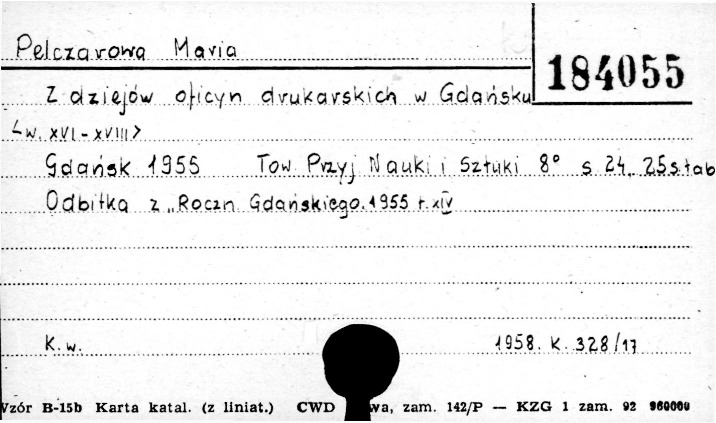 Pelczarowa Maria
184055
Z dziejów oficyn drukarskich w Gdańsku
<w. XVI-XVIII>
Gdańsk 1955 Tow Przyj Nauki i Sztuki 8° s 24, 25 s. tab
Odbitka z „Roczn Gdańskiego. 1955 t. XIV
K. w. 1958. K. 328/17
Wzór B-15b Karta katal. (z liniat.) CWD wa, zam. 142/P — KZG 1 zam. 92